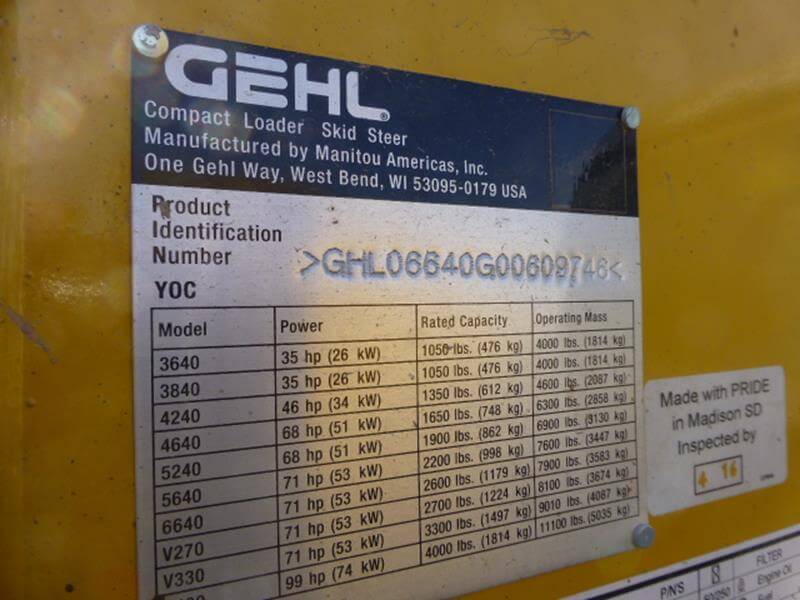 GEHL®
Compact Loader Skid Steer
Manufactured by Manitou Americas, Inc.
One Gehl Way, West Bend, WI 53095-0179 USA
Product
Identification
Number >GHL06640G00609746<
YOC
Model Power Rated Capacity Operating Mass
3640 35 hp (26 kW) 1050 lbs. (476 kg) 4000 lbs. (1814 kg)
3840 35 hp (26 kW) 1050 lbs. (476 kg) 4000 lbs. (1814 kg)
4240 46 hp (34 kW) 1350 lbs. (612 kg) 4600 lbs. (2087 kg)
4640 68 hp (51 kW) 1650 lbs. (748 kg) 6300 lbs. (2858 kg)
5240 68 hp (51 kW) 1900 lbs. (862 kg) 6900 lbs. (3130 kg)
5640 71 hp (53 kW) 2200 lbs. (998 kg) 7600 lbs. (3447 kg)
6640 71 hp (53 kW) 2600 lbs. (1179 kg) 7900 lbs. (3583 kg)
V270 71 hp (53 kW) 2700 lbs. (1224 kg) 8100 lbs. (3674 kg)
V330 71 hp (53 kW) 3300 lbs. (1497 kg) 9010 lbs. (4087 kg)
99 hp (74 kW) 4000 lbs. (1814 kg) 11100 lbs. (5035 kg)
Made with PRIDE
in Madison SD
Inspected by
4 16
P/N'S 8 FILTER
Engine Oil
Fuel